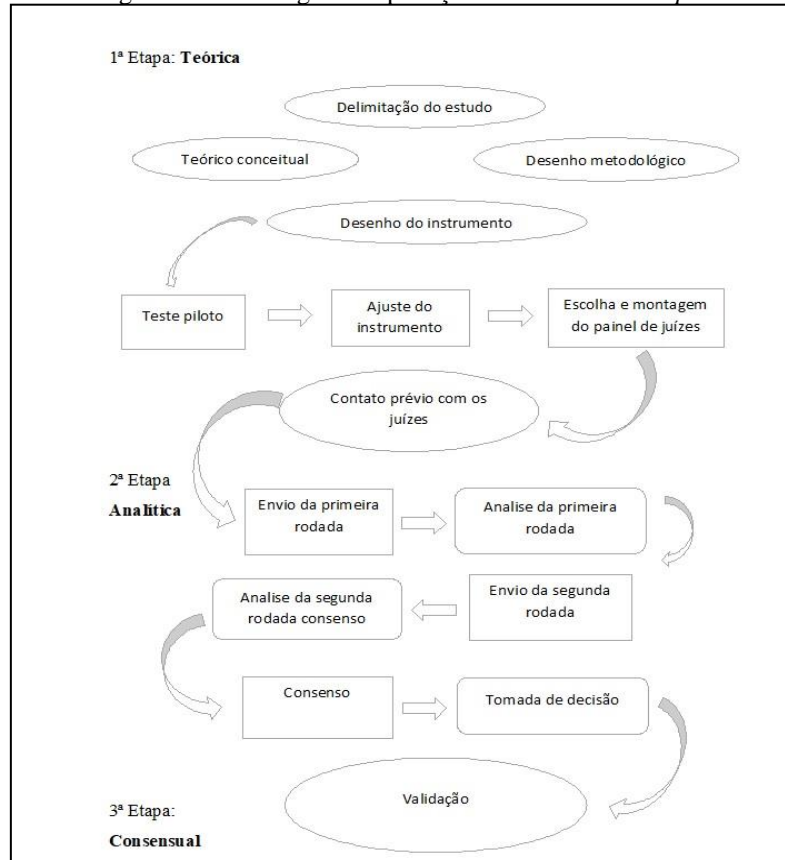 1ª Etapa: Teórica
Delimitação do estudo
Teórico conceitual
Desenho metodológico
Desenho do instrumento
Teste piloto
Ajuste do
instrumento
Escolha e montagem
do painel de juízes
Contato prévio com os
juízes
2ª Etapa
Analítica
Envio da primeira
rodada
Analise da primeira
rodada
Analise da segunda
rodada consenso
Envio da segunda
rodada
Consenso
Tomada de decisão
Validação
3ª Etapa:
Consensual